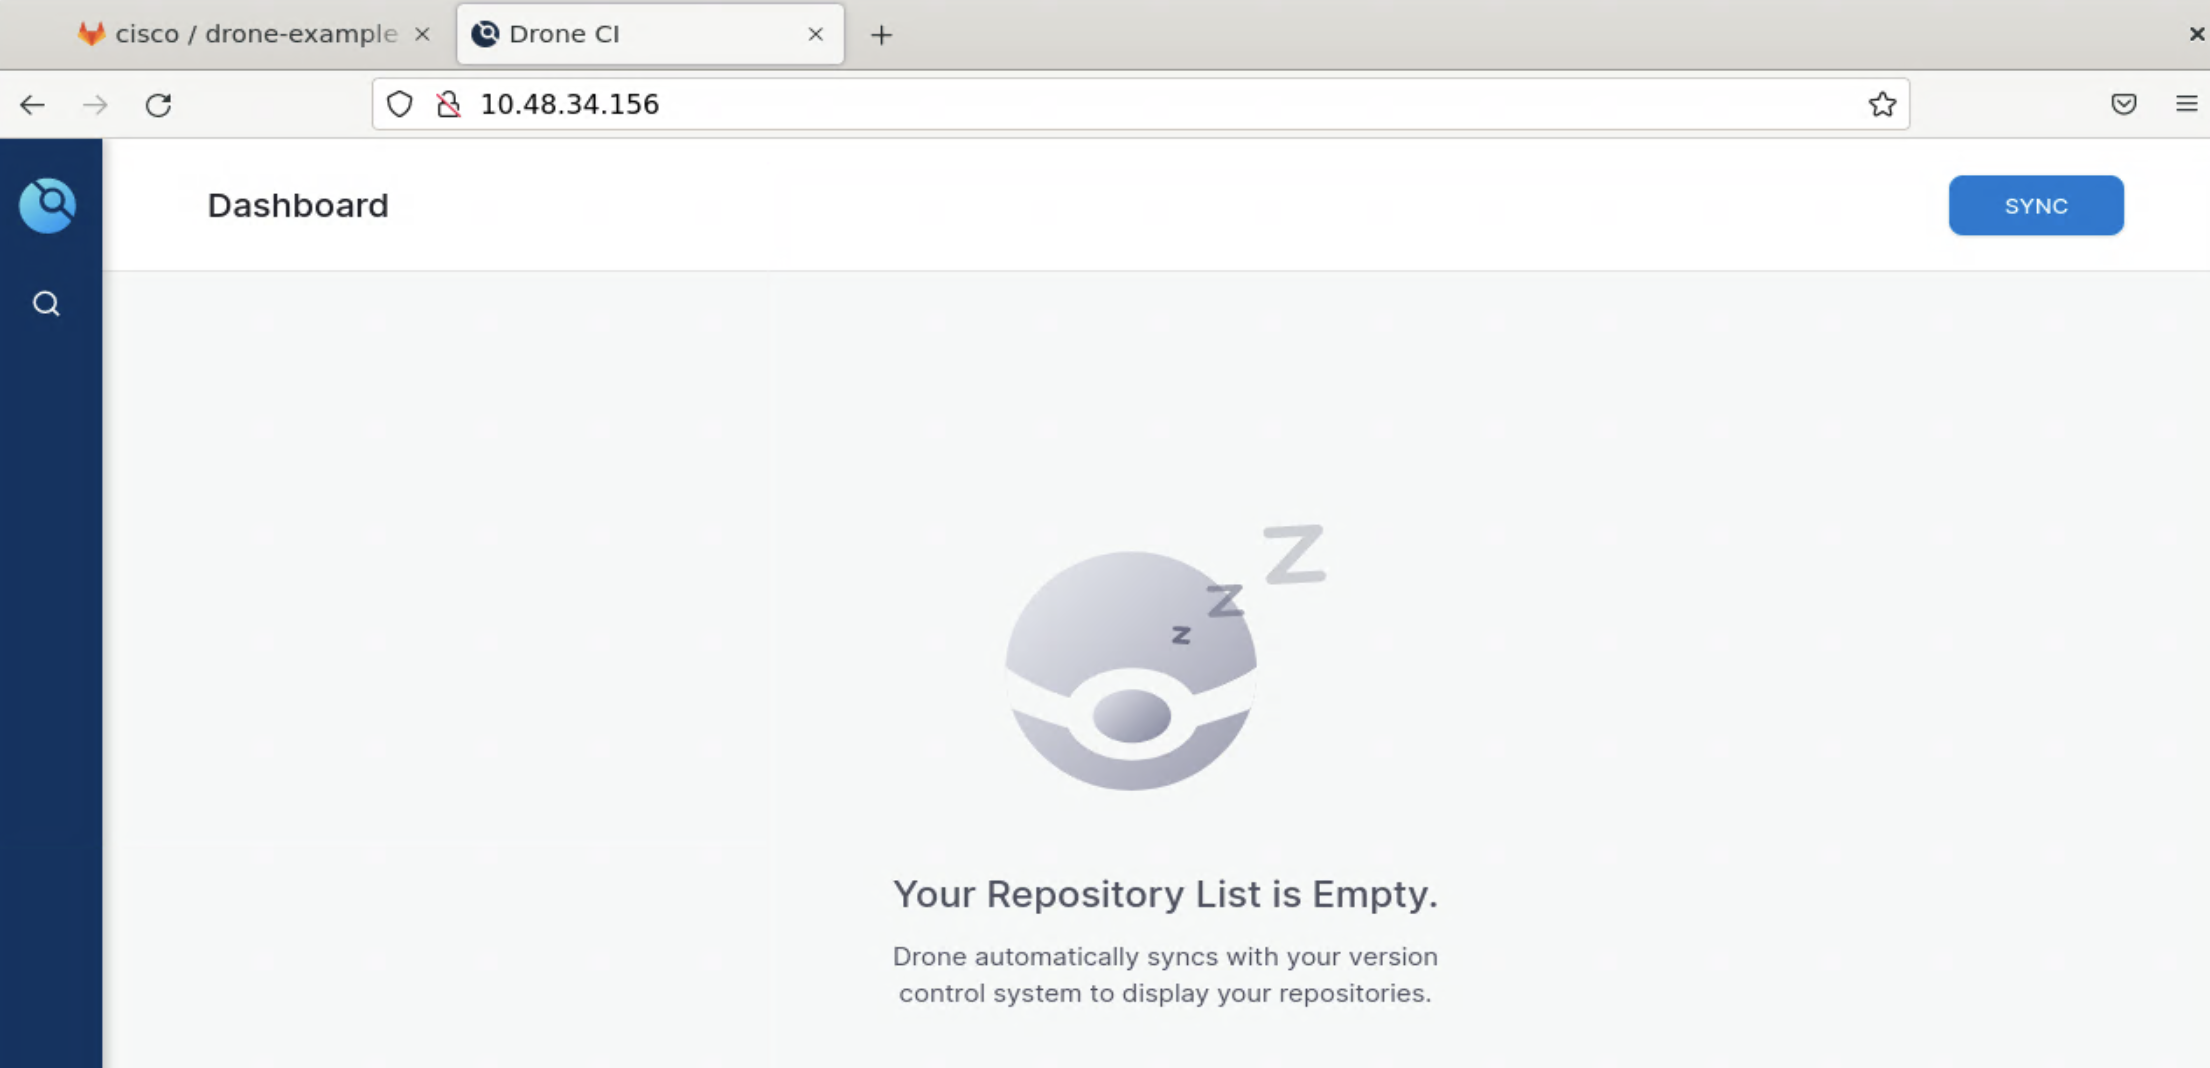 cisco / drone-example
Drone CI
10.48.34.156
Dashboard
SYNC
z
z
Z
Your Repository List is Empty.
Drone automatically syncs with your version
control system to display your repositories.